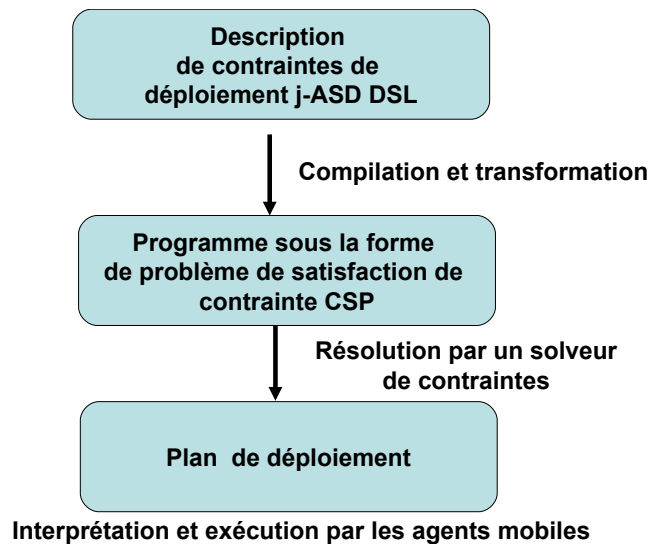 Description
de contraintes de
déploiement j-ASD DSL
Compilation et transformation
Programme sous la forme
de problème de satisfaction de
contrainte CSP
Résolution par un solveur
de contraintes
Plan de déploiement
Interprétation et exécution par les agents mobiles